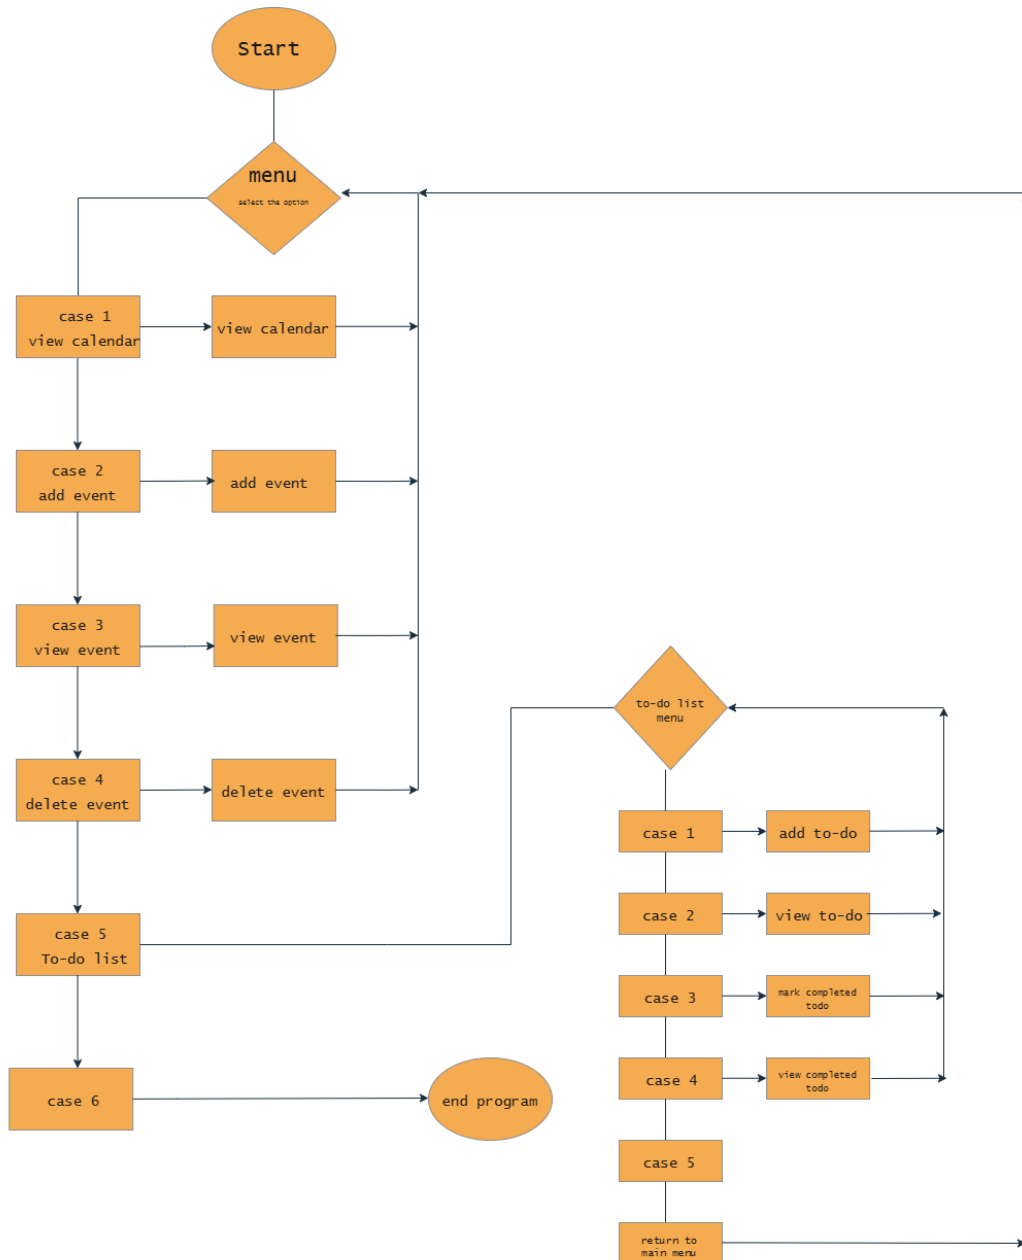 Start
menu
select the option
case 1
view calendar
view calendar
case 2
add event
add event
case 3
view event
view event
case 4
delete event
delete event
case 5
To-do list
case 6
end program
to-do list
menu
case 1
add to-do
case 2
view to-do
case 3
mark completed
todo
case 4
view completed
todo
case 5
return to
main menu